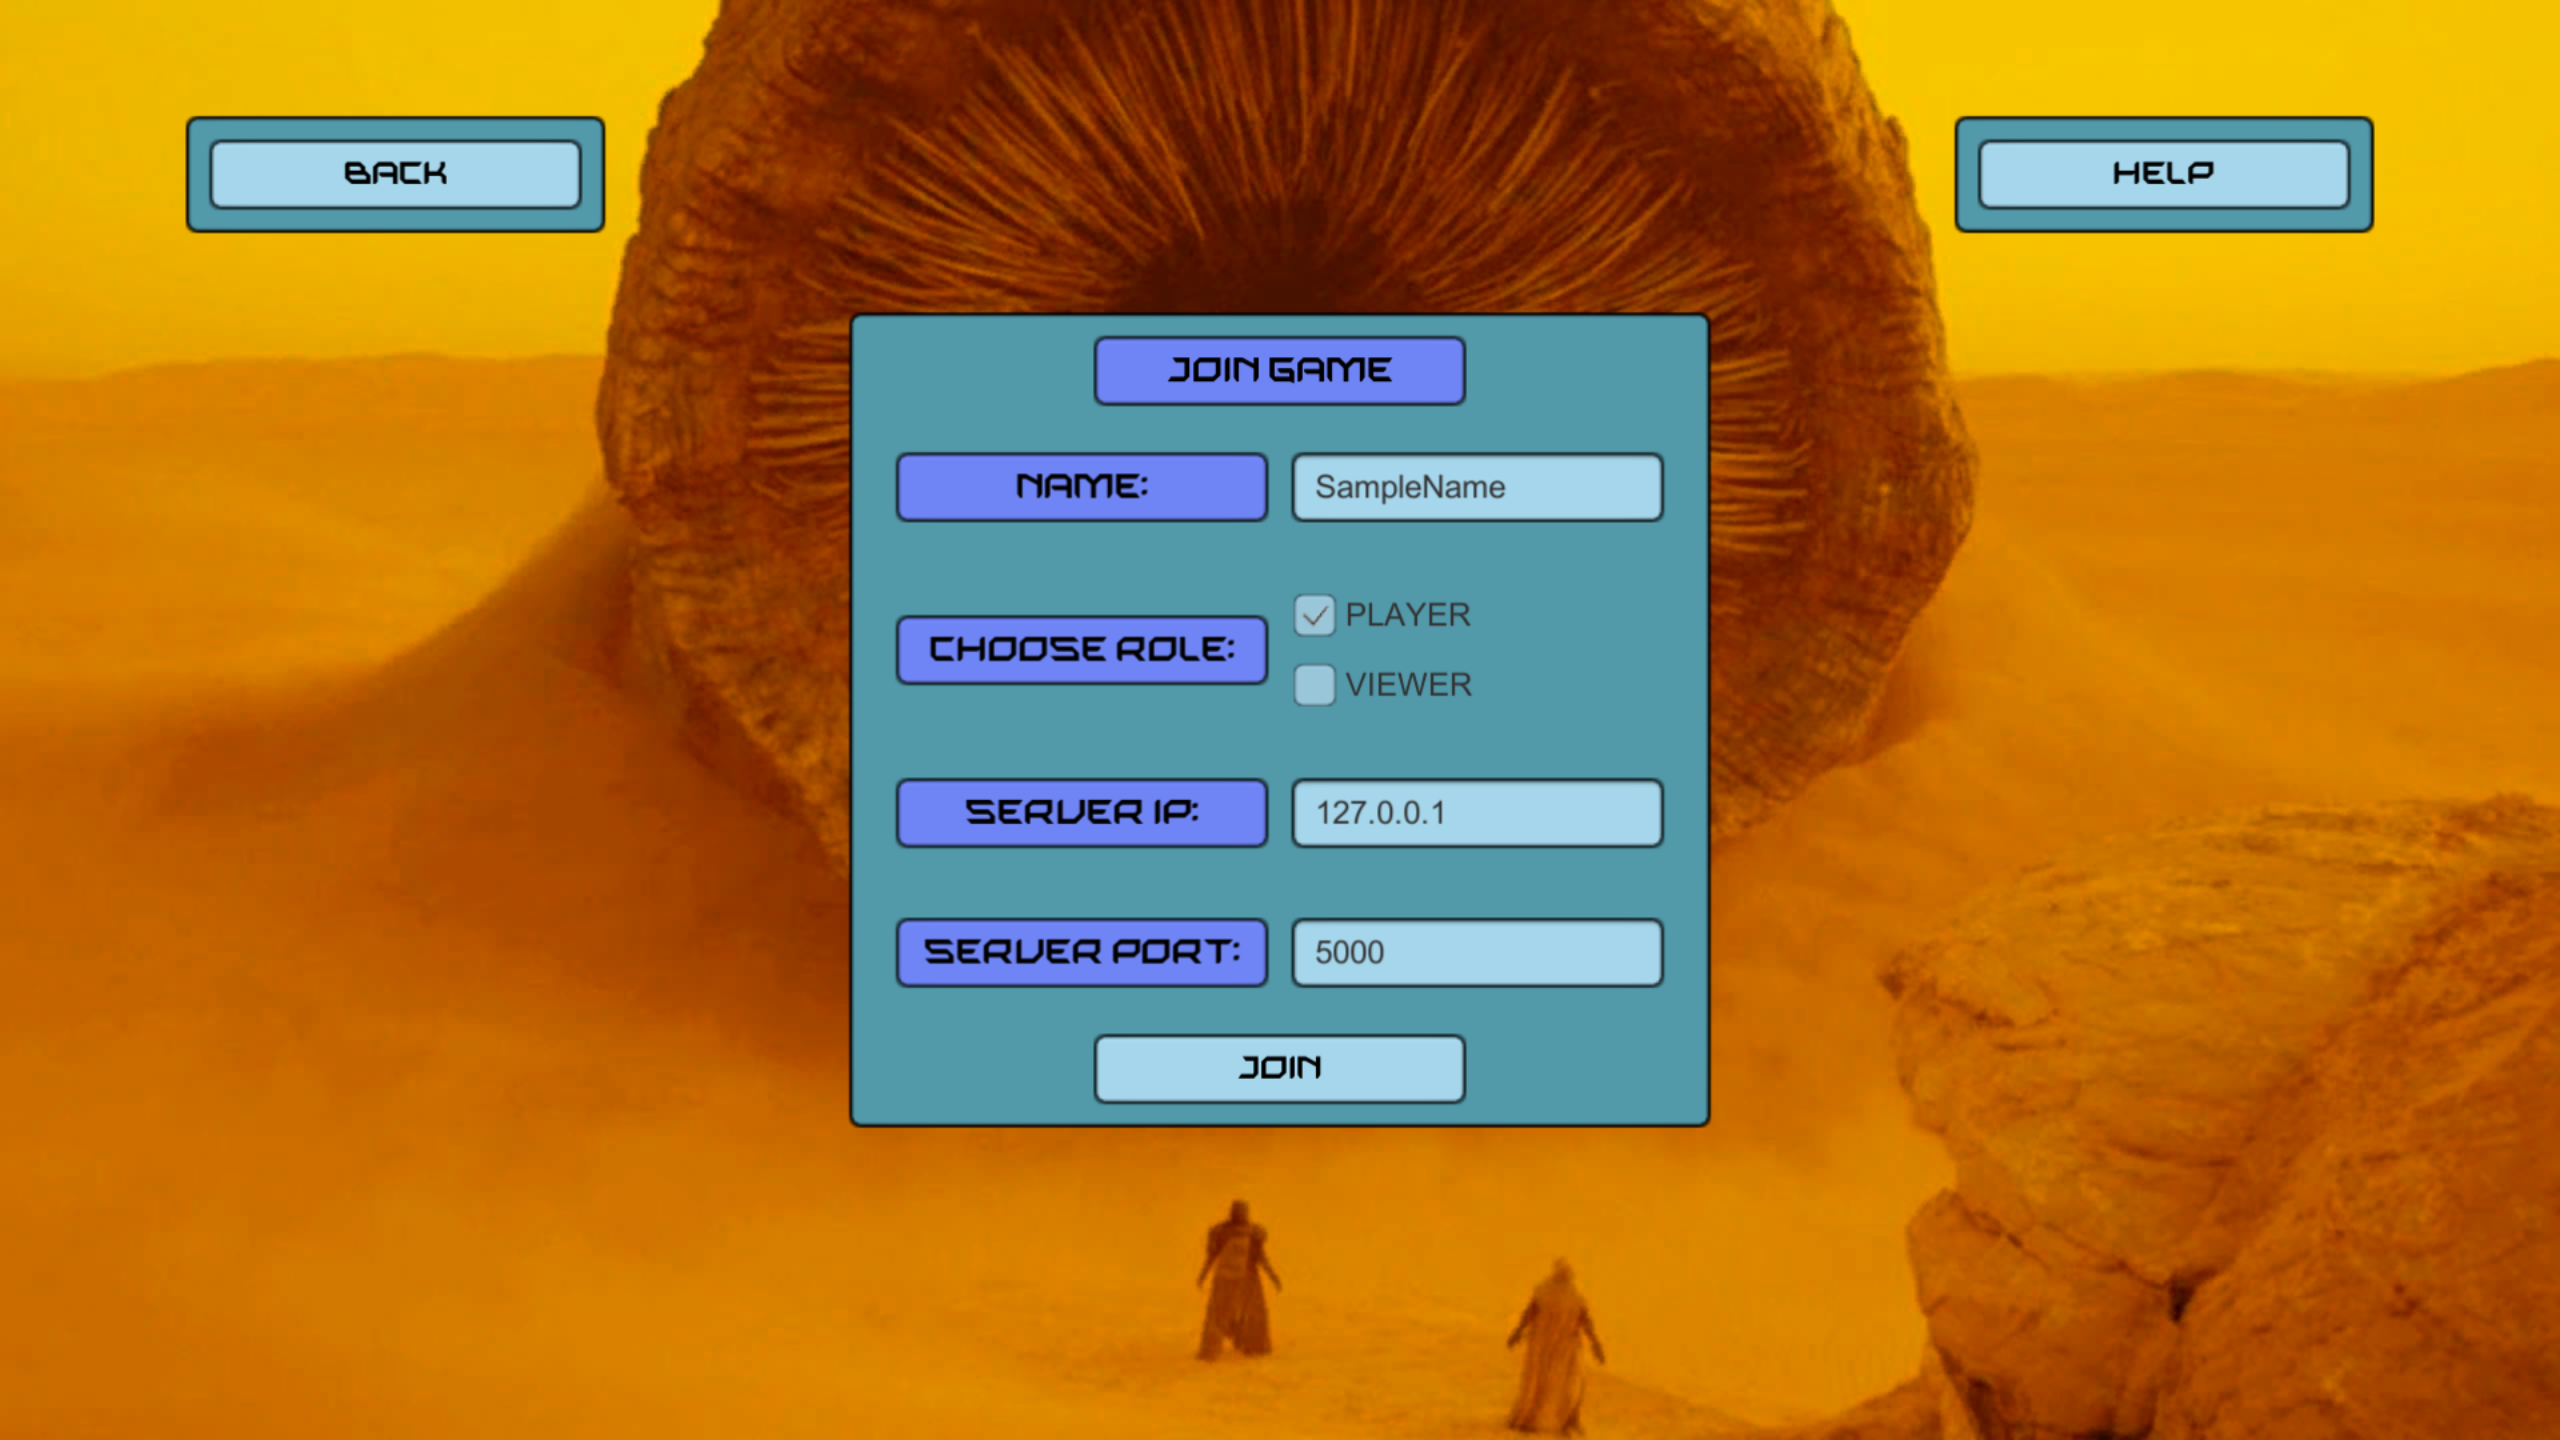 BACK
HELP
JOIN GAME
NAME:
SampleName
CHOOSE ROLE:
PLAYER
VIEWER
SERVER IP:
127.0.0.1
SERVER PORT:
5000
JOIN